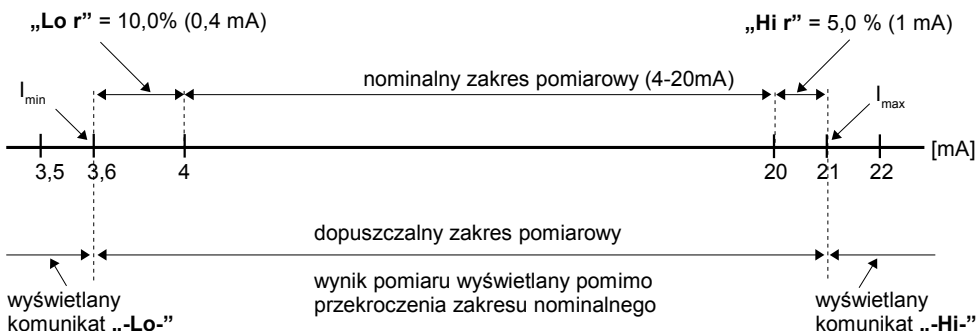 „Lo r” = 10,0% (0,4 mA)
„Hi r” = 5,0 % (1 mA)
nominalny zakres pomiarowy (4-20mA)
Imin
Imax
[mA]
3,5 3,6 4 20 21 22
dopuszczalny zakres pomiarowy
wynik pomiaru wyświetlany pomimo
przekroczenia zakresu nominalnego
wyświetlany
komunikat „-Lo-”
wyświetlany
komunikat „-Hi-”